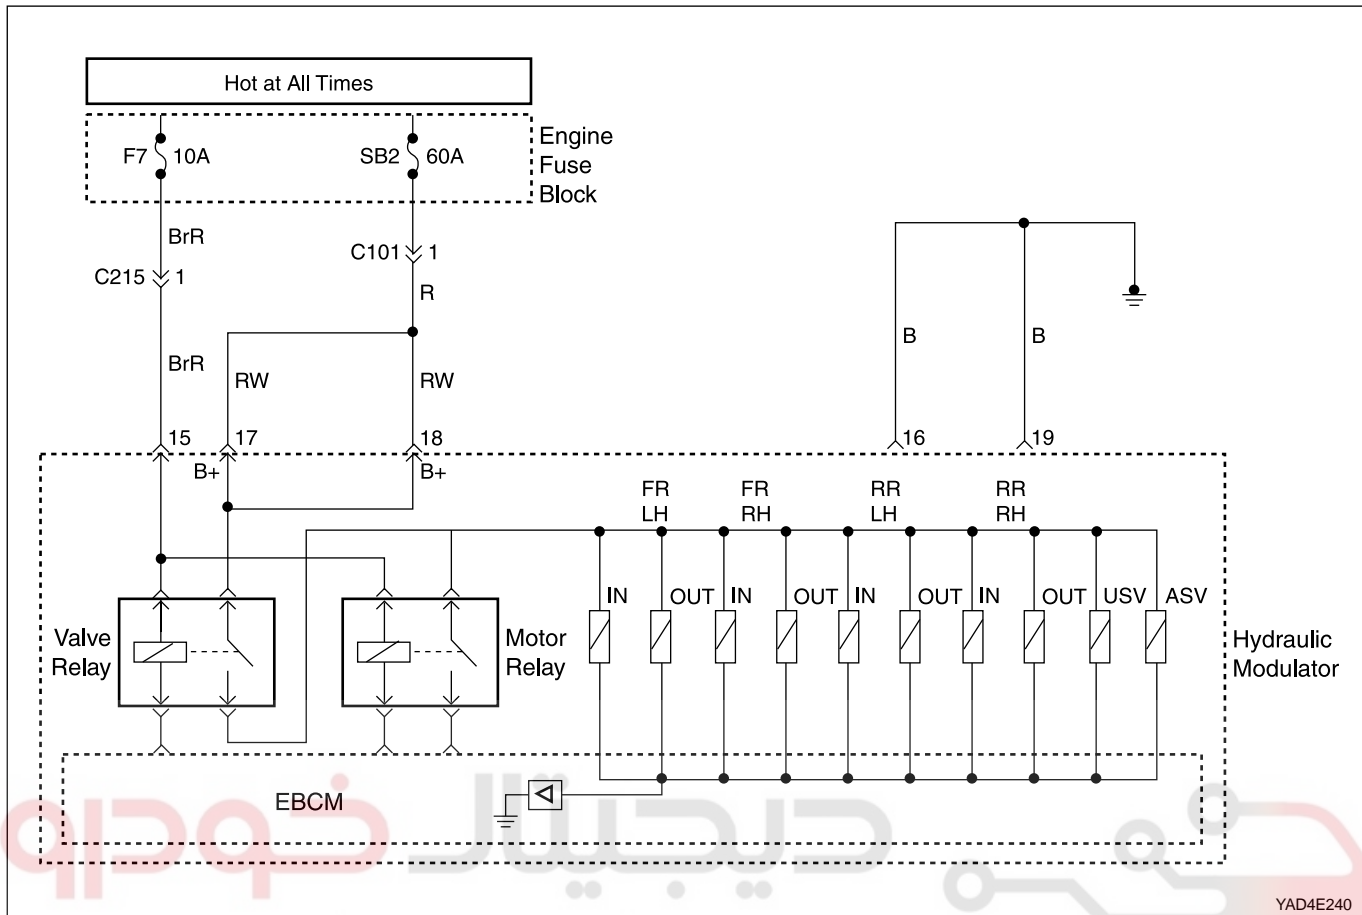 Hot at All Times
F7 10A
SB2 60A
Engine
Fuse
Block
BrR
C101 1
C215 1
R
BrR
RW
RW
B
B
15
17
18
16
19
B+
B+
FR
LH
FR
RH
RR
LH
RR
RH
IN
OUT
IN
OUT
IN
OUT
IN
OUT
USV
ASV
Valve
Relay
Motor
Relay
Hydraulic
Modulator
EBCM
دیجیتال خودرو
YAD4E240